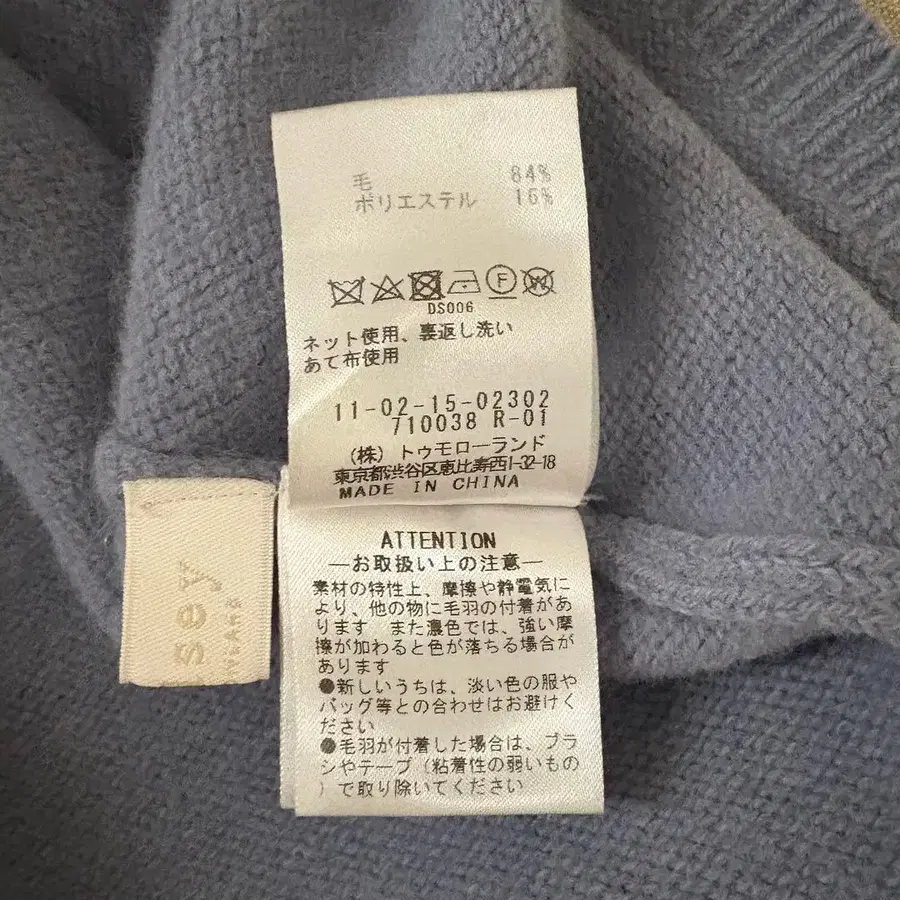 毛 84%
ポリエステル 16%
F W
DS006
ネット使用、裏返し洗い
あて布使用
11-02-15-02302
710038 R-01
(株) トゥモローランド
東京都渋谷区恵比寿西1-32-18
MADE IN CHINA
ATTENTION
―お取扱い上の注意―
素材の特性上、摩擦や静電気に
より、他の物に毛羽の付着があ
ります また濃色では、強い摩
擦が加わると色が落ちる場合が
あります
●新しいうちは、淡い色の服や
バッグ等との合わせはお避けく
ださい
●毛羽が付着した場合は、ブラ
シやテープ（粘着性の弱いもの
）で取り除いてください
sey